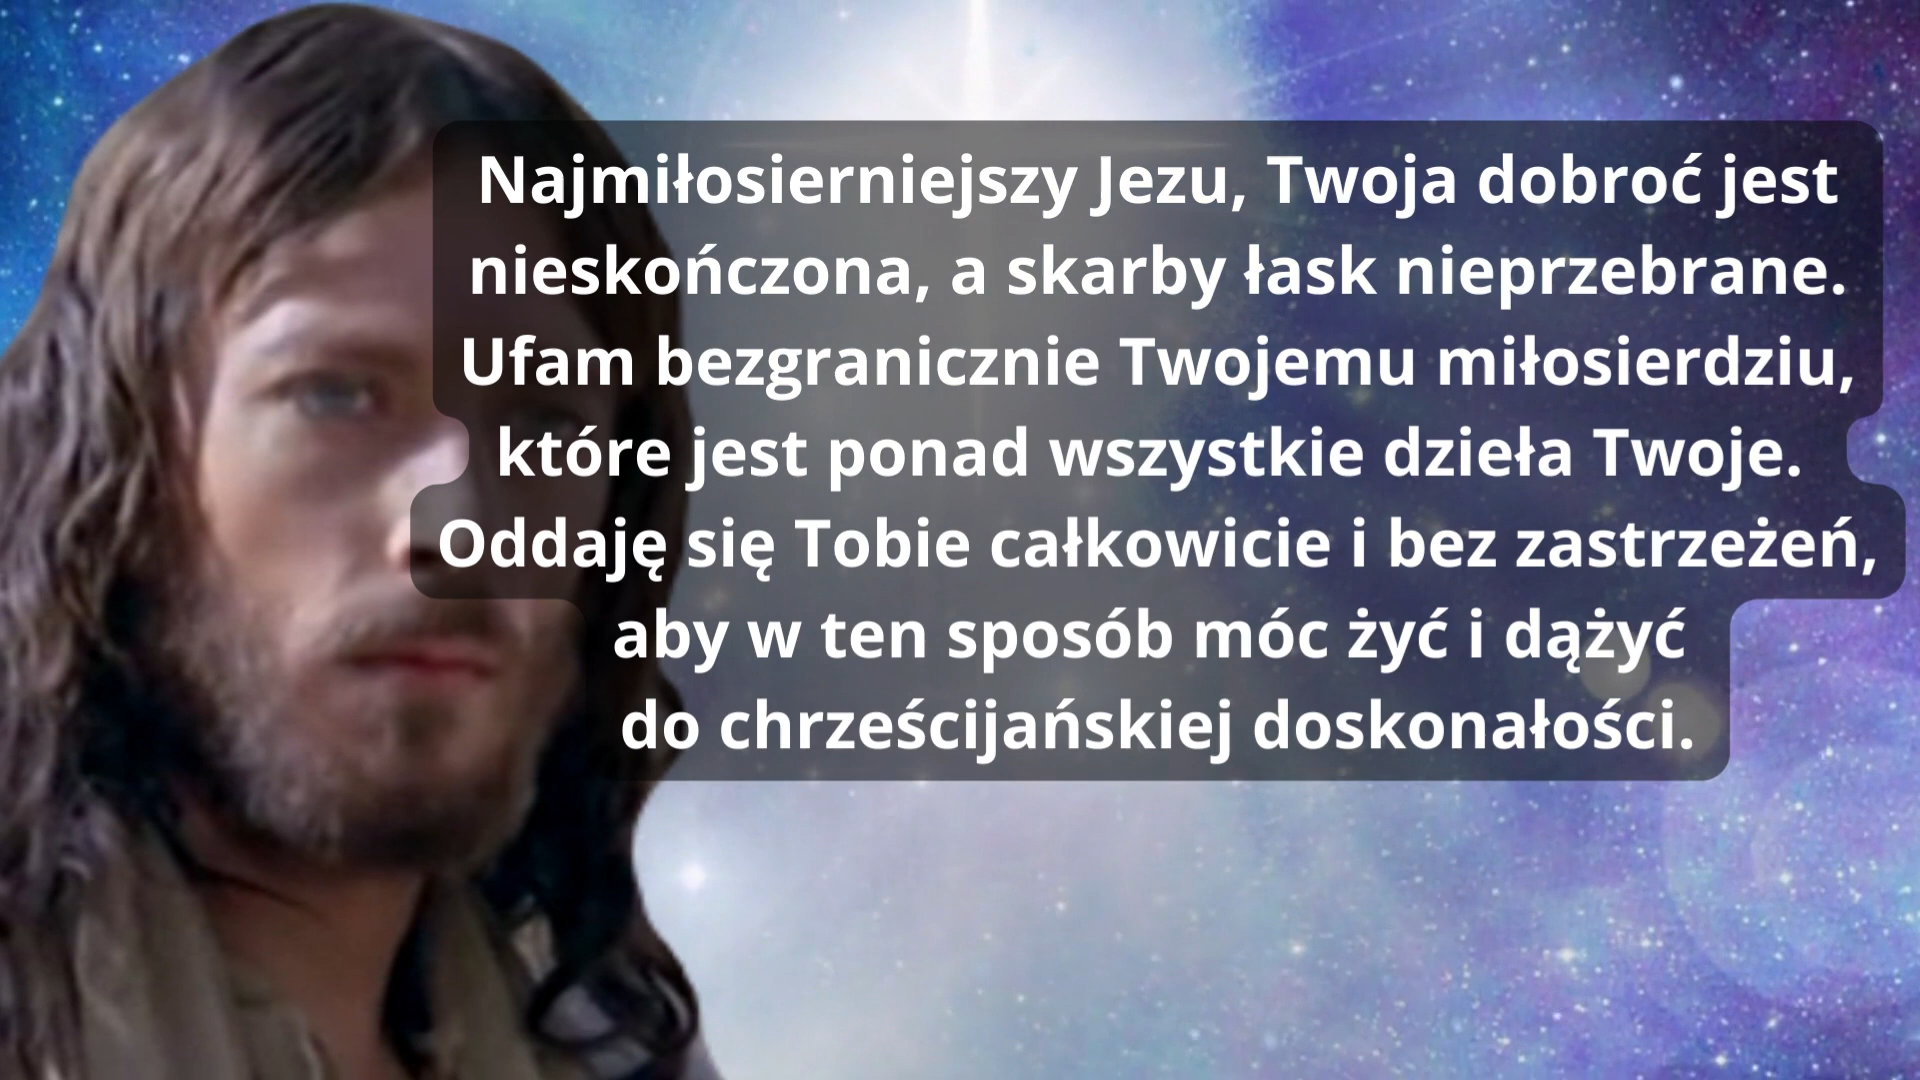 Najmiłosierniejszy Jezu, Twoja dobroć jest
nieskończona, a skarby łask nieprzebrane.
Ufam bezgranicznie Twojemu miłosierdziu,
które jest ponad wszystkie dzieła Twoje.
Oddaję się Tobie całkowicie i bez zastrzeżeń,
aby w ten sposób móc żyć i dążyć
do chrześcijańskiej doskonałości.